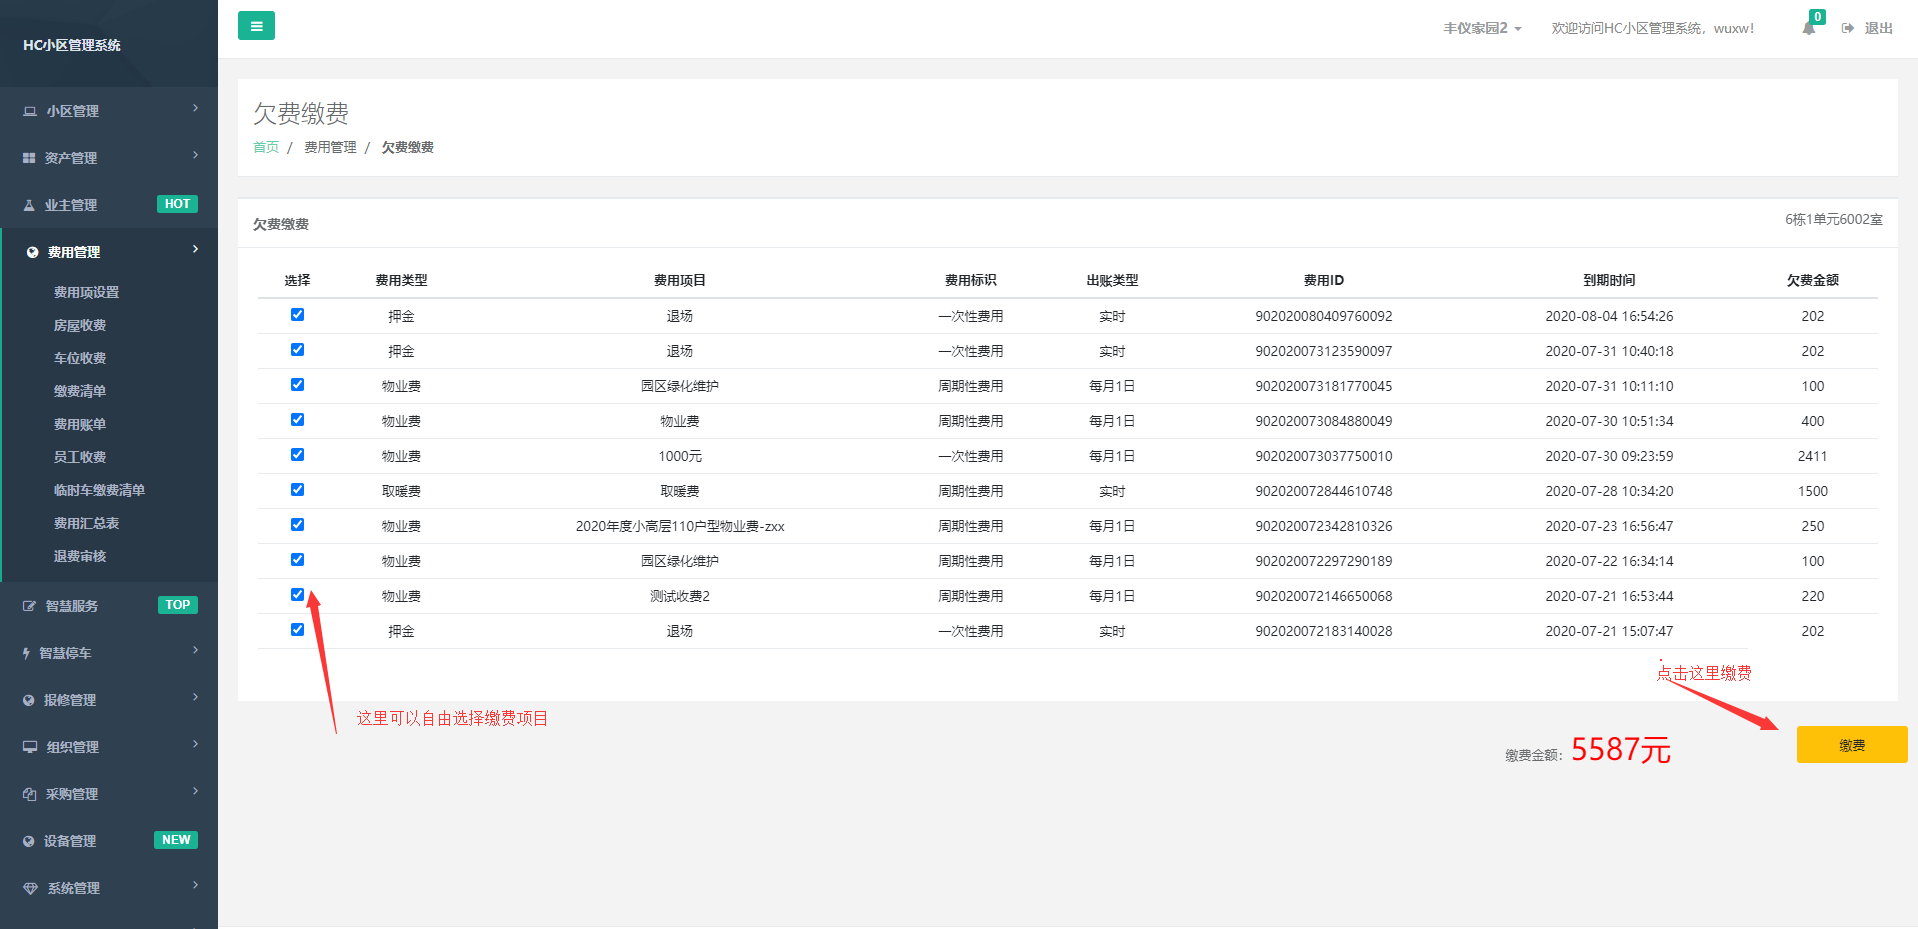 HC小区管理系统
小区管理
资产管理
业主管理 HOT
费用管理
费用项设置
房屋收费
车位收费
缴费清单
费用账单
员工收费
临时车缴费清单
费用汇总表
退费审核
智慧服务 TOP
智慧停车
报修管理
组织管理
采购管理
设备管理 NEW
系统管理
丰仪家园2 欢迎访问HC小区管理系统，wuxw! 0 退出
欠费缴费
首页 / 费用管理 / 欠费缴费
欠费缴费 6栋1单元6002室
选择 费用类型 费用项目 费用标识 出账类型 费用ID 到期时间 欠费金额
押金 退场 一次性费用 实时 902020080409760092 2020-08-04 16:54:26 202
押金 退场 一次性费用 实时 902020073123590097 2020-07-31 10:40:18 202
物业费 园区绿化维护 周期性费用 每月1日 902020073181770045 2020-07-31 10:11:10 100
物业费 物业费 周期性费用 每月1日 902020073084880049 2020-07-30 10:51:34 400
物业费 1000元 一次性费用 每月1日 902020073037750010 2020-07-30 09:23:59 2411
取暖费 取暖费 周期性费用 实时 902020072844610748 2020-07-28 10:34:20 1500
物业费 2020年度小高层110户型物业费-zxx 周期性费用 每月1日 902020072342810326 2020-07-23 16:56:47 250
物业费 园区绿化维护 周期性费用 每月1日 902020072297290189 2020-07-22 16:34:14 100
物业费 测试收费2 周期性费用 每月1日 902020072146650068 2020-07-21 16:53:44 220
押金 退场 一次性费用 实时 902020072183140028 2020-07-21 15:07:47 202
点击这里缴费
这里可以自由选择缴费项目
缴费金额：5587元 缴费